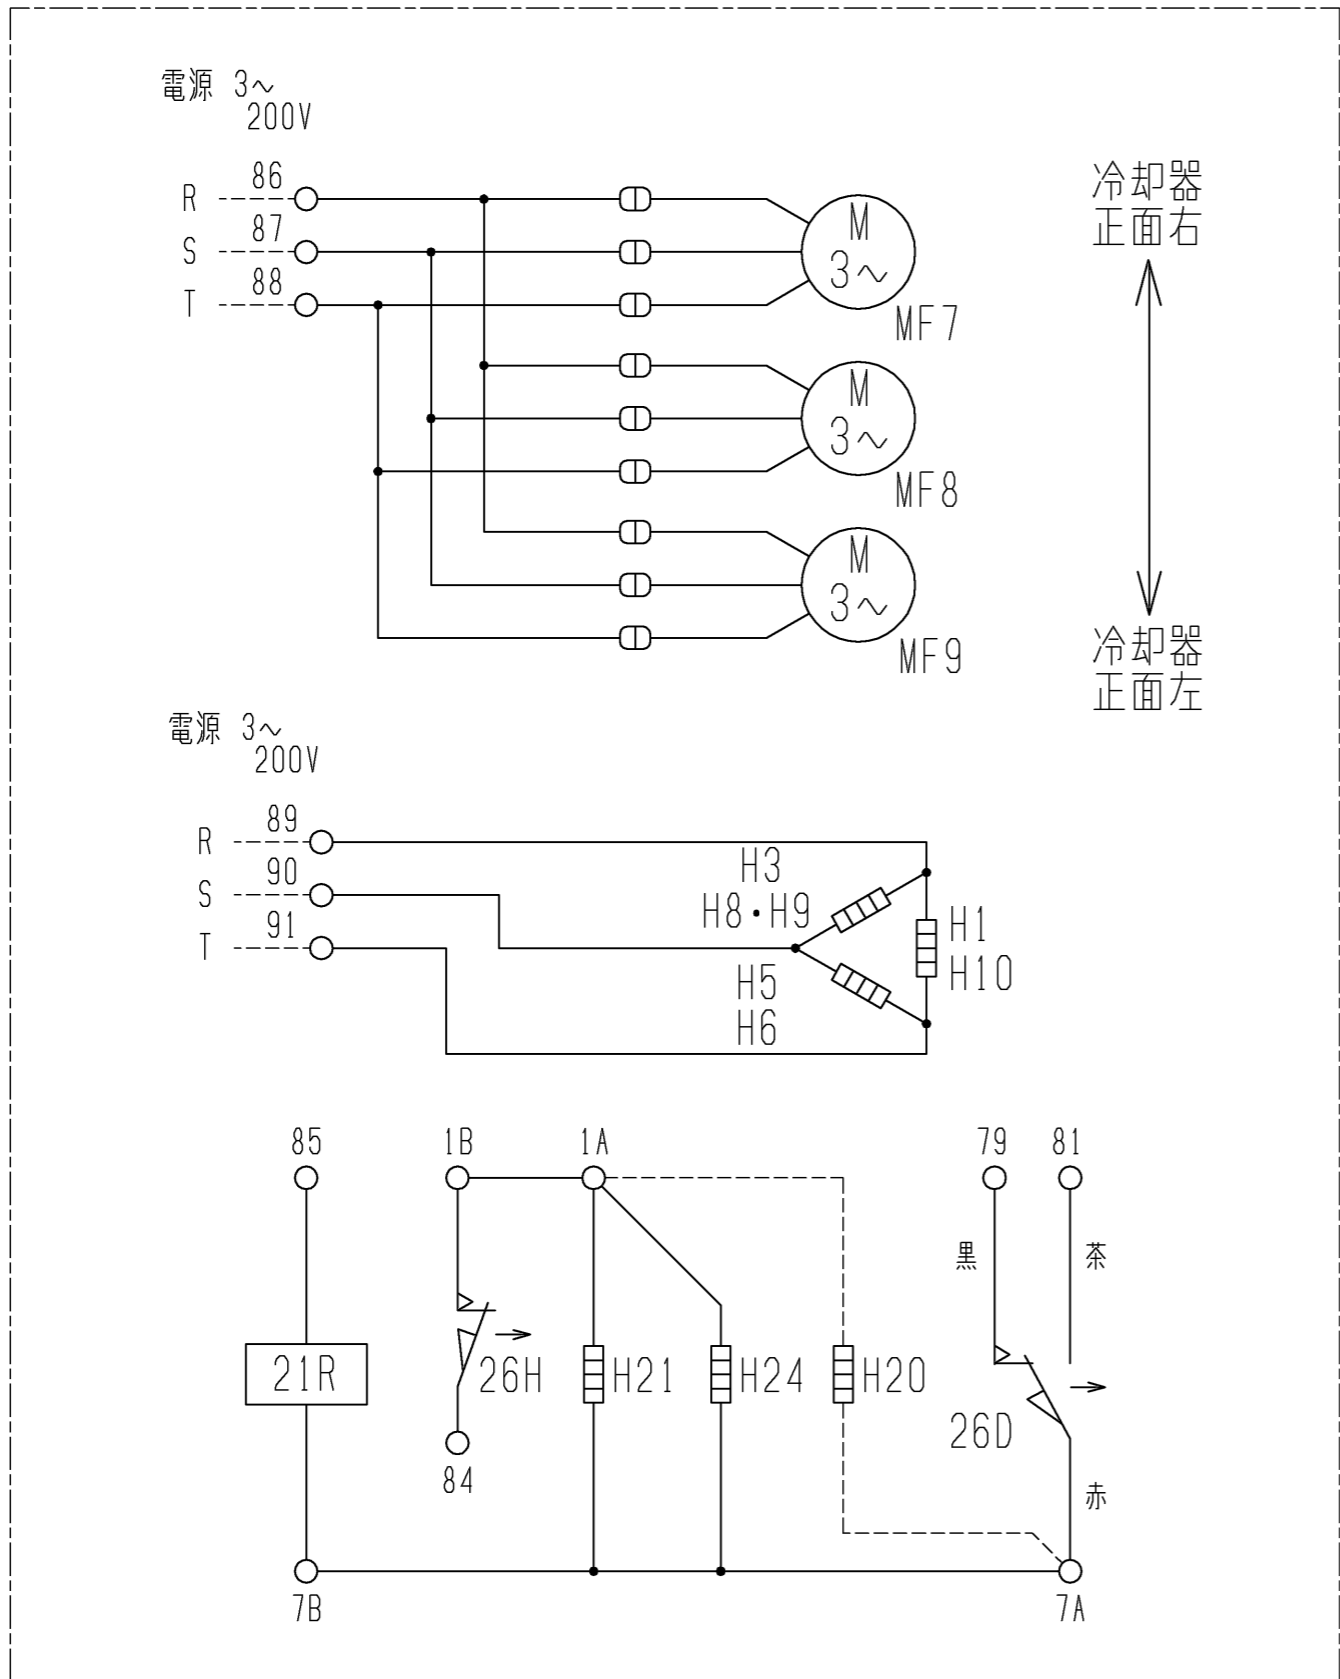 電源 3～
200V
R 86
S 87
T 88
M
3～
MF7
M
3～
MF8
M
3～
MF9
冷却器
正面右
冷却器
正面左
電源 3～
200V
R 89
S 90
T 91
H3
H8・H9
H1
H10
H5
H6
85
1B
1A
79
81
黒
茶
21R
26H
H21
H24
H20
26D
84
赤
7B
7A